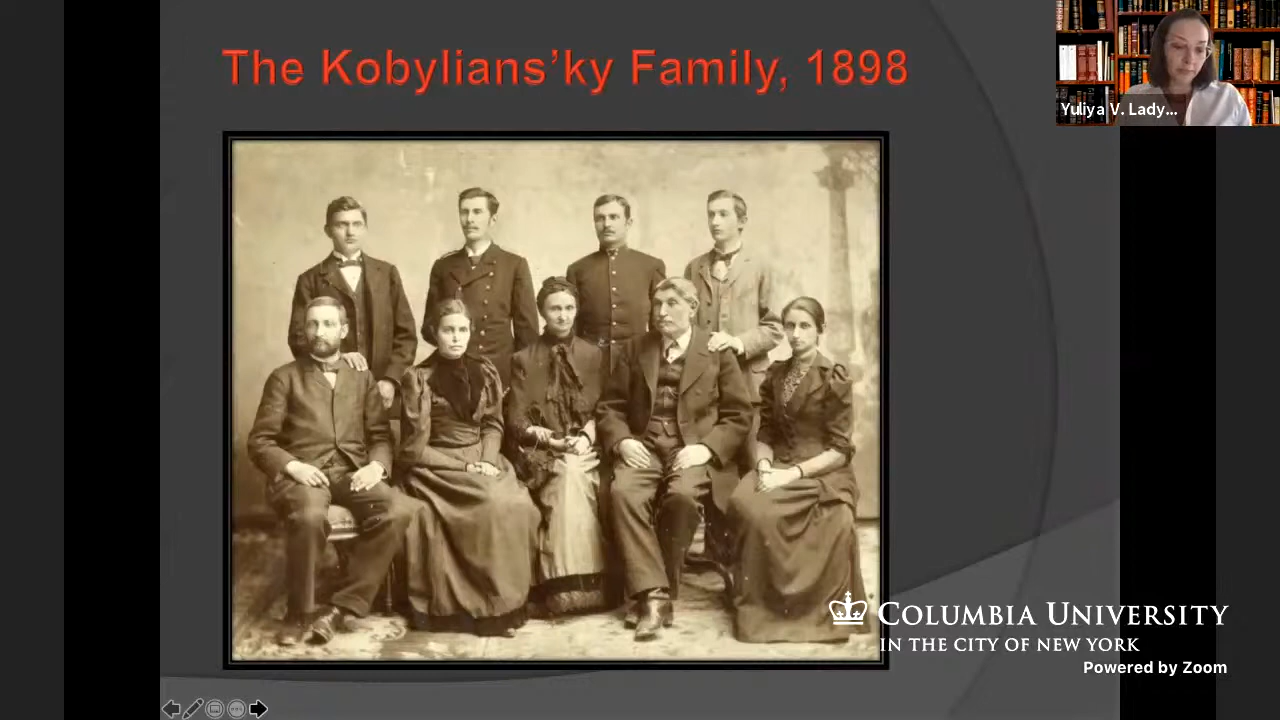 The Kobylians’ky Family, 1898
Yuliya V. Lady...
COLUMBIA UNIVERSITY
IN THE CITY OF NEW YORK
Powered by Zoom